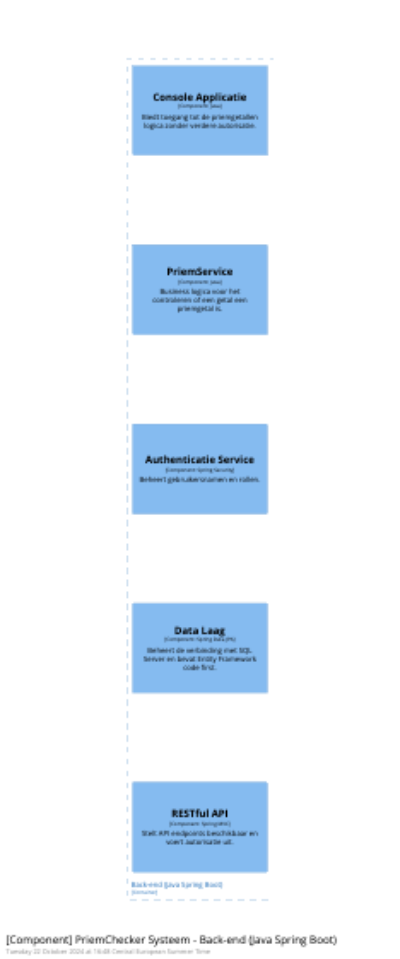 Console Applicatie
[Component: Java]
Biedt toegang tot de priemgetallen
logica zonder verdere autorisatie.
PriemService
[Component: Java]
Business logica voor het
controleren of een getal een
priemgetal is.
Authenticatie Service
[Component: Spring Security]
Beheert gebruikersnamen en rollen.
Data Laag
[Component: Spring Data JPA]
Beheert de verbinding met SQL
Server en bevat Entity Framework
code first.
RESTful API
[Component: Spring MVC]
Stelt API endpoints beschikbaar en
voert autorisatie uit.
Back-end (Java Spring Boot)
[Container]
[Component] PriemChecker Systeem - Back-end (Java Spring Boot)
Tuesday 22 October 2024 at 16:48 Central European Summer Time